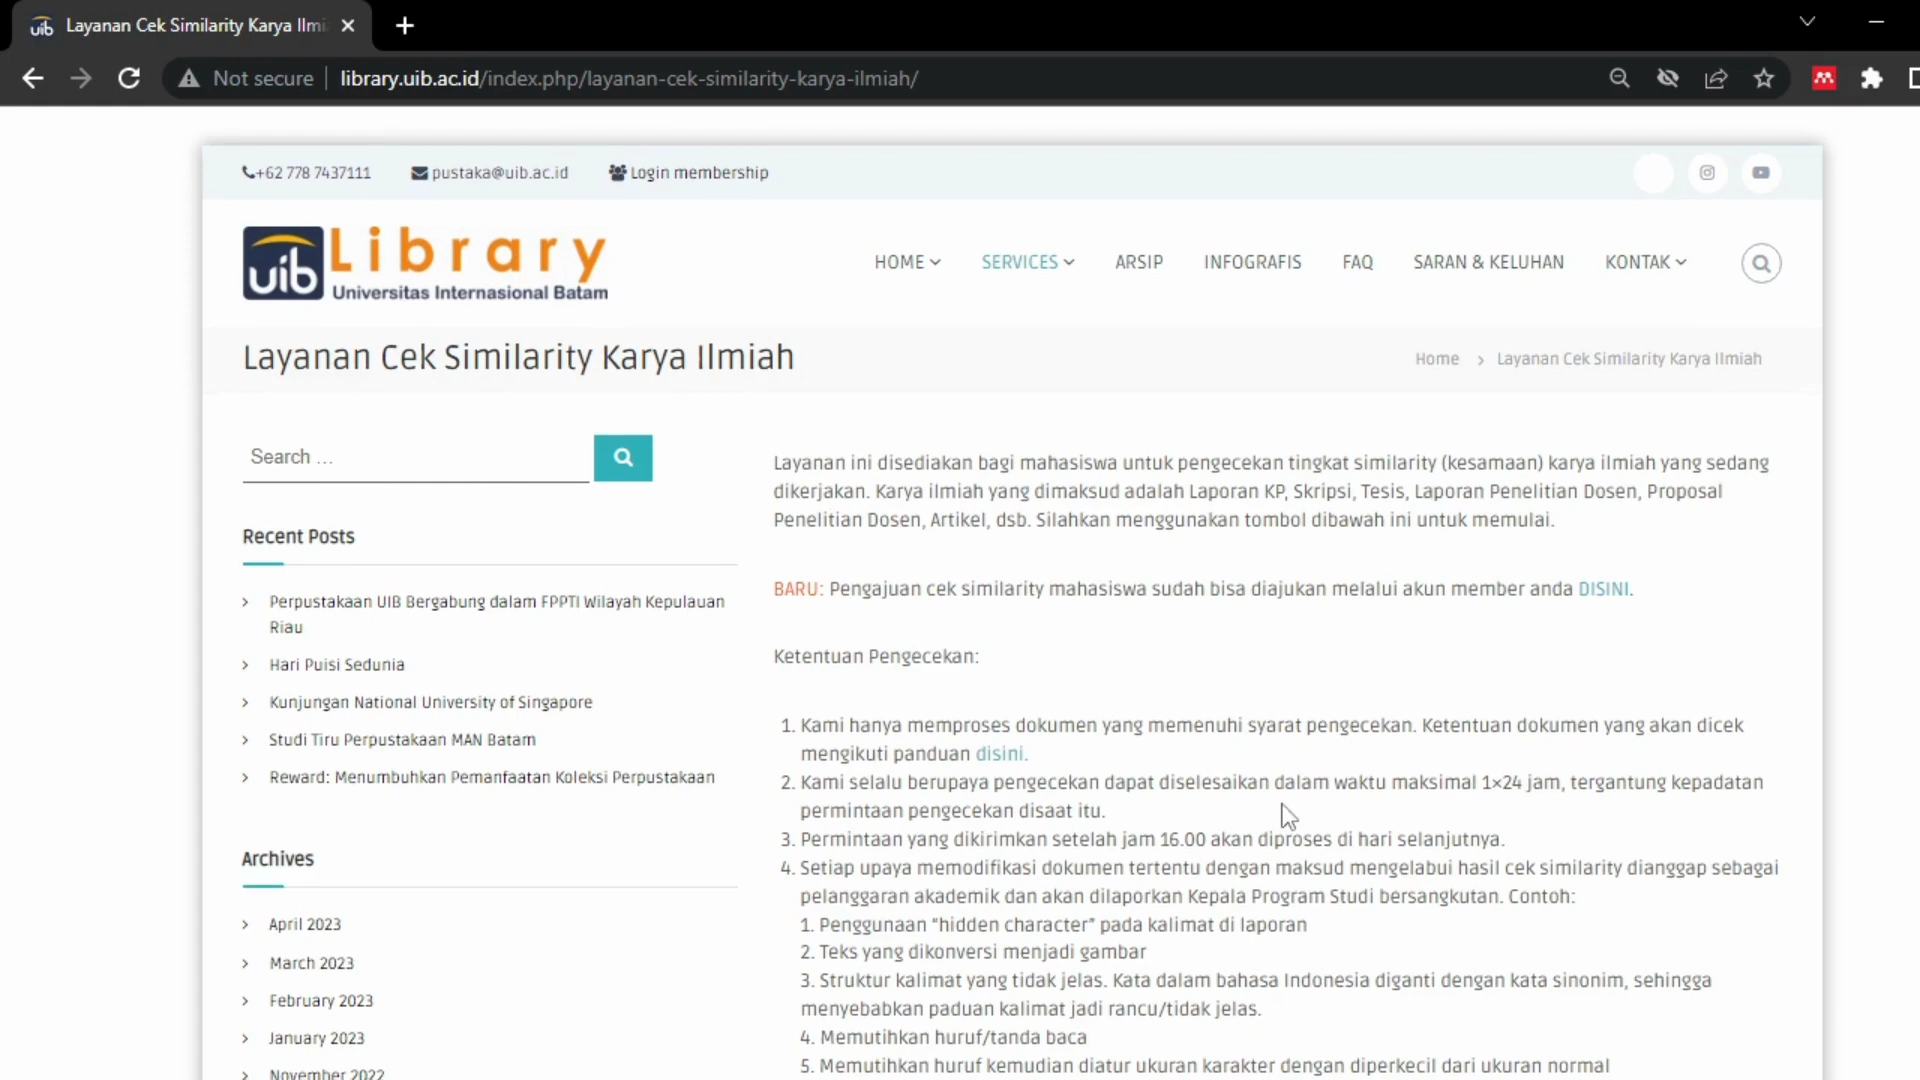 Layanan Cek Similarity Karya Ilmi
Not secure
library.uib.ac.id/index.php/layanan-cek-similarity-karya-ilmiah/
+62 778 7437111
pustaka@uib.ac.id
Login membership
uib
Library
Universitas Internasional Batam
HOME
SERVICES
ARSIP
INFOGRAFIS
FAQ
SARAN & KELUHAN
KONTAK
Layanan Cek Similarity Karya Ilmiah
Home > Layanan Cek Similarity Karya Ilmiah
Search …
Recent Posts
Perpustakaan UIB Bergabung dalam FPPTI Wilayah Kepulauan
Riau
Hari Puisi Sedunia
Kunjungan National University of Singapore
Studi Tiru Perpustakaan MAN Batam
Reward: Menumbuhkan Pemanfaatan Koleksi Perpustakaan
Archives
April 2023
March 2023
February 2023
January 2023
November 2022
Layanan ini disediakan bagi mahasiswa untuk pengecekan tingkat similarity (kesamaan) karya ilmiah yang sedang
dikerjakan. Karya ilmiah yang dimaksud adalah Laporan KP, Skripsi, Tesis, Laporan Penelitian Dosen, Proposal
Penelitian Dosen, Artikel, dsb. Silahkan menggunakan tombol dibawah ini untuk memulai.
BARU: Pengajuan cek similarity mahasiswa sudah bisa diajukan melalui akun member anda DISINI.
Ketentuan Pengecekan:
1. Kami hanya memproses dokumen yang memenuhi syarat pengecekan. Ketentuan dokumen yang akan dicek
mengikuti panduan disini.
2. Kami selalu berupaya pengecekan dapat diselesaikan dalam waktu maksimal 1×24 jam, tergantung kepadatan
permintaan pengecekan disaat itu.
3. Permintaan yang dikirimkan setelah jam 16.00 akan diproses di hari selanjutnya.
4. Setiap upaya memodifikasi dokumen tertentu dengan maksud mengelabui hasil cek similarity dianggap sebagai
pelanggaran akademik dan akan dilaporkan Kepala Program Studi bersangkutan. Contoh:
1. Penggunaan "hidden character" pada kalimat di laporan
2. Teks yang dikonversi menjadi gambar
3. Struktur kalimat yang tidak jelas. Kata dalam bahasa Indonesia diganti dengan kata sinonim, sehingga
menyebabkan paduan kalimat jadi rancu/tidak jelas.
4. Memutihkan huruf/tanda baca
5. Memutihkan huruf kemudian diatur ukuran karakter dengan diperkecil dari ukuran normal